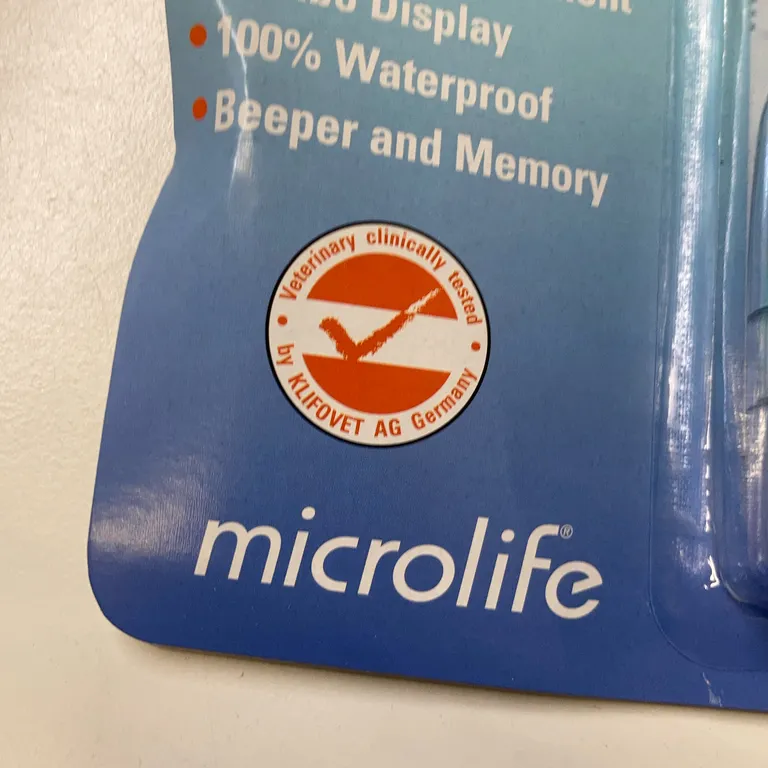 Display
100% Waterproof
Beeper and Memory
Veterinary clinically tested
by KLIFOVET AG Germany
microlife®